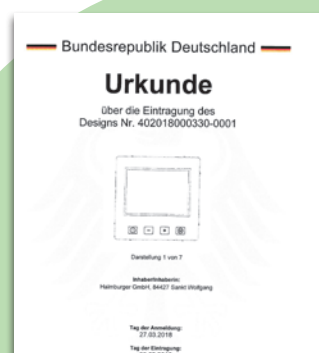 Bundesrepublik Deutschland
Urkunde
über die Eintragung des
Designs Nr. 402018000330-0001
Darstellung 1 von 7
Inhaber/Inhaberin:
Haimburger GmbH, 84427 Sankt Wolfgang
Tag der Anmeldung:
27.03.2018
Tag der Eintragung: